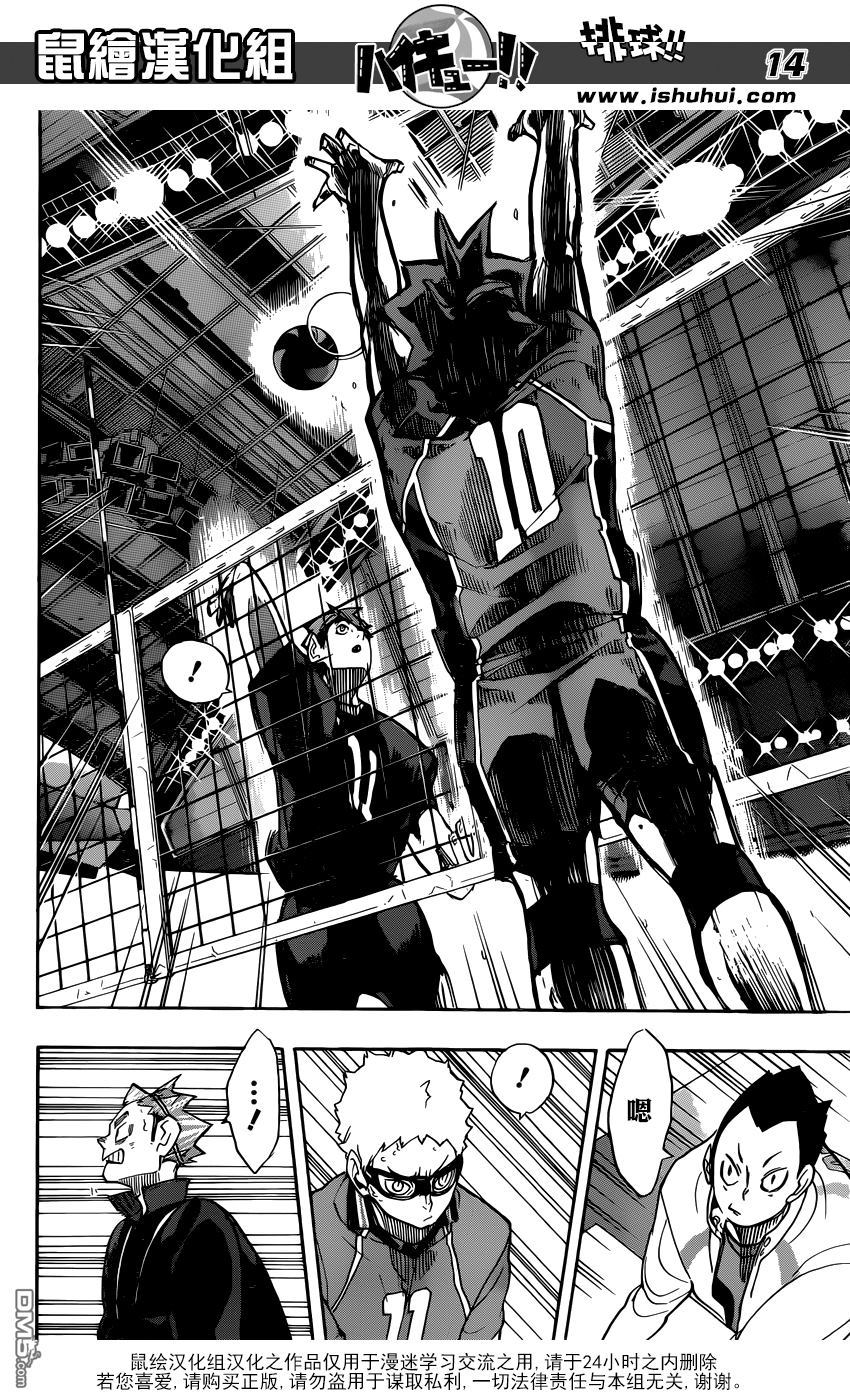 鼠繪漢化組
ハイキュー!!
排球!!
14
www.ishuhui.com
10
!
11
嗯
!
11
…!
DM5.com
鼠绘汉化组汉化之作品仅用于漫迷学习交流之用,请于24小时之内删除
若您喜爱,请购买正版,请勿盗用于谋取私利,一切法律责任与本组无关,谢谢。